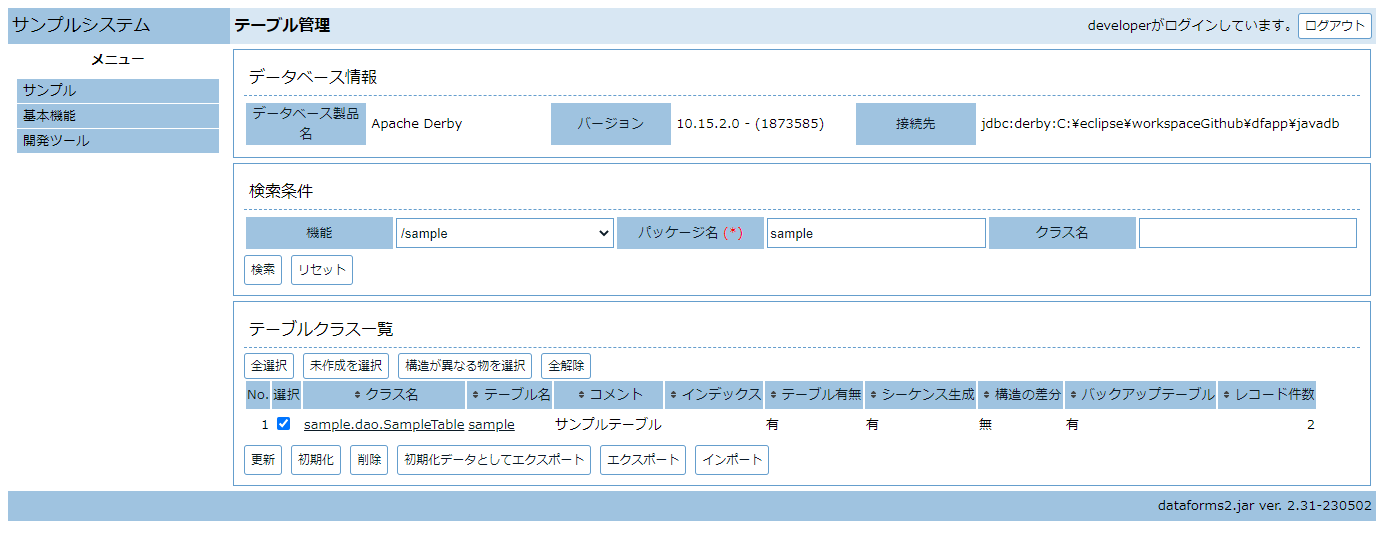 サンプルシステム
テーブル管理
developerがログインしています。 ログアウト
メニュー
サンプル
基本機能
開発ツール
データベース情報
データベース製品名 Apache Derby バージョン 10.15.2.0 - (1873585) 接続先 jdbc:derby:C:¥eclipse¥workspaceGithub¥dfapp¥javadb
検索条件
機能 /sample パッケージ名 (*) sample クラス名
検索 リセット
テーブルクラス一覧
全選択 未作成を選択 構造が異なる物を選択 全解除
No. 選択 クラス名 テーブル名 コメント インデックス テーブル有無 シーケンス生成 構造の差分 バックアップテーブル レコード件数
1 sample.dao.SampleTable sample サンプルテーブル 有 有 無 有 2
更新 初期化 削除 初期化データとしてエクスポート エクスポート インポート
dataforms2.jar ver. 2.31-230502